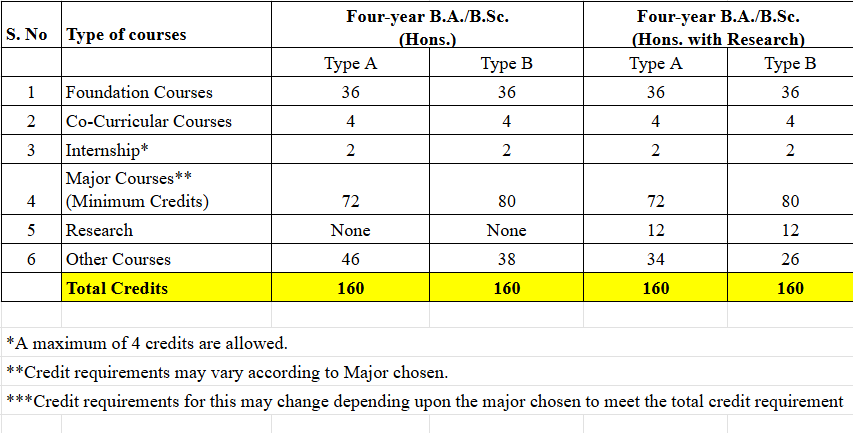 S. No Type of courses Four-year B.A./B.Sc. (Hons.) Four-year B.A./B.Sc. (Hons. with Research)
Type A Type B Type A Type B
1 Foundation Courses 36 36 36 36
2 Co-Curricular Courses 4 4 4 4
3 Internship* 2 2 2 2
4 Major Courses** (Minimum Credits) 72 80 72 80
5 Research None None 12 12
6 Other Courses 46 38 34 26
Total Credits 160 160 160 160
*A maximum of 4 credits are allowed.
**Credit requirements may vary according to Major chosen.
***Credit requirements for this may change depending upon the major chosen to meet the total credit requirement